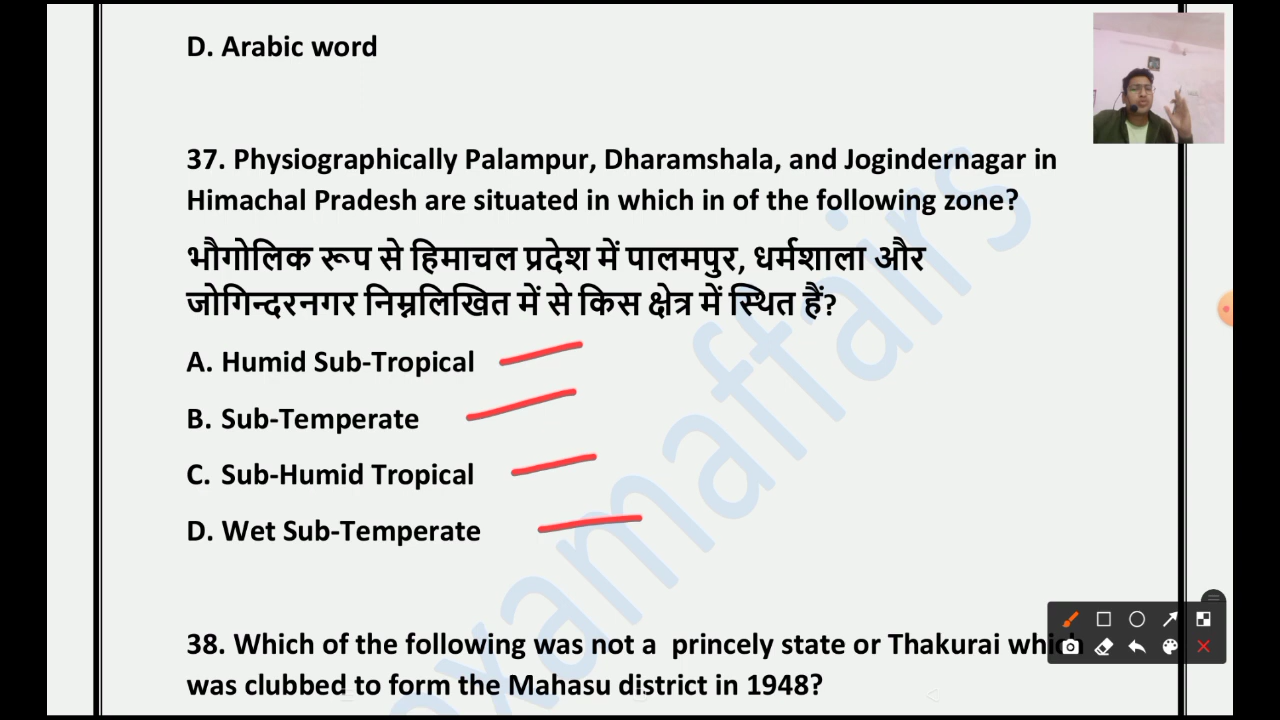 D. Arabic word
37. Physiographically Palampur, Dharamshala, and Jogindernagar in
Himachal Pradesh are situated in which in of the following zone?
भौगोलिक रूप से हिमाचल प्रदेश में पालमपुर, धर्मशाला और
जोगिन्दरनगर निम्नलिखित में से किस क्षेत्र में स्थित हैं?
A. Humid Sub-Tropical
B. Sub-Temperate
C. Sub-Humid Tropical
D. Wet Sub-Temperate
38. Which of the following was not a princely state or Thakurai which
was clubbed to form the Mahasu district in 1948?
examaffairs